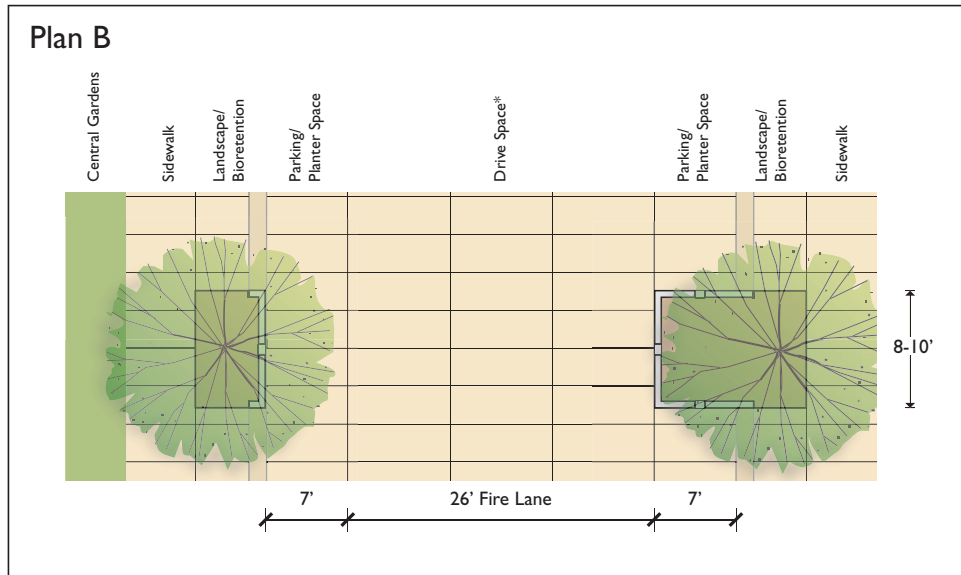 Plan B
Central Gardens
Sidewalk
Landscape/
Bioretention
Parking/
Planter Space
Drive Space*
Parking/
Planter Space
Landscape/
Bioretention
Sidewalk
8-10’
7’
26’ Fire Lane
7’